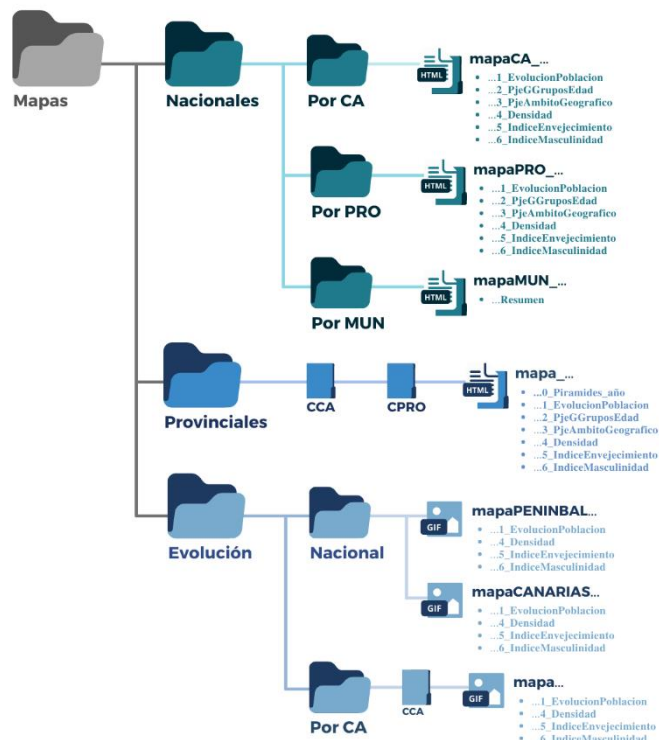 Mapas
Nacionales
Por CA
HTML
mapaCA_...
...1_EvolucionPoblacion
...2_PjeGGruposEdad
...3_PjeAmbitoGeografico
...4_Densidad
...5_IndiceEnvejecimiento
...6_IndiceMasculinidad
Por PRO
HTML
mapaPRO_...
...1_EvolucionPoblacion
...2_PjeGGruposEdad
...3_PjeAmbitoGeografico
...4_Densidad
...5_IndiceEnvejecimiento
...6_IndiceMasculinidad
Por MUN
HTML
mapaMUN_...
...Resumen
Provinciales
CCA
CPRO
HTML
mapa_...
...0_Piramides_año
...1_EvolucionPoblacion
...2_PjeGGruposEdad
...3_PjeAmbitoGeografico
...4_Densidad
...5_IndiceEnvejecimiento
...6_IndiceMasculinidad
Evolución
Nacional
GIF
mapaPENINBAL...
...1_EvolucionPoblacion
...4_Densidad
...5_IndiceEnvejecimiento
...6_IndiceMasculinidad
GIF
mapaCANARIAS...
...1_EvolucionPoblacion
...4_Densidad
...5_IndiceEnvejecimiento
...6_IndiceMasculinidad
Por CA
CCA
GIF
mapa...
...1_EvolucionPoblacion
...4_Densidad
...5_IndiceEnvejecimiento
...6_IndiceMasculinidad